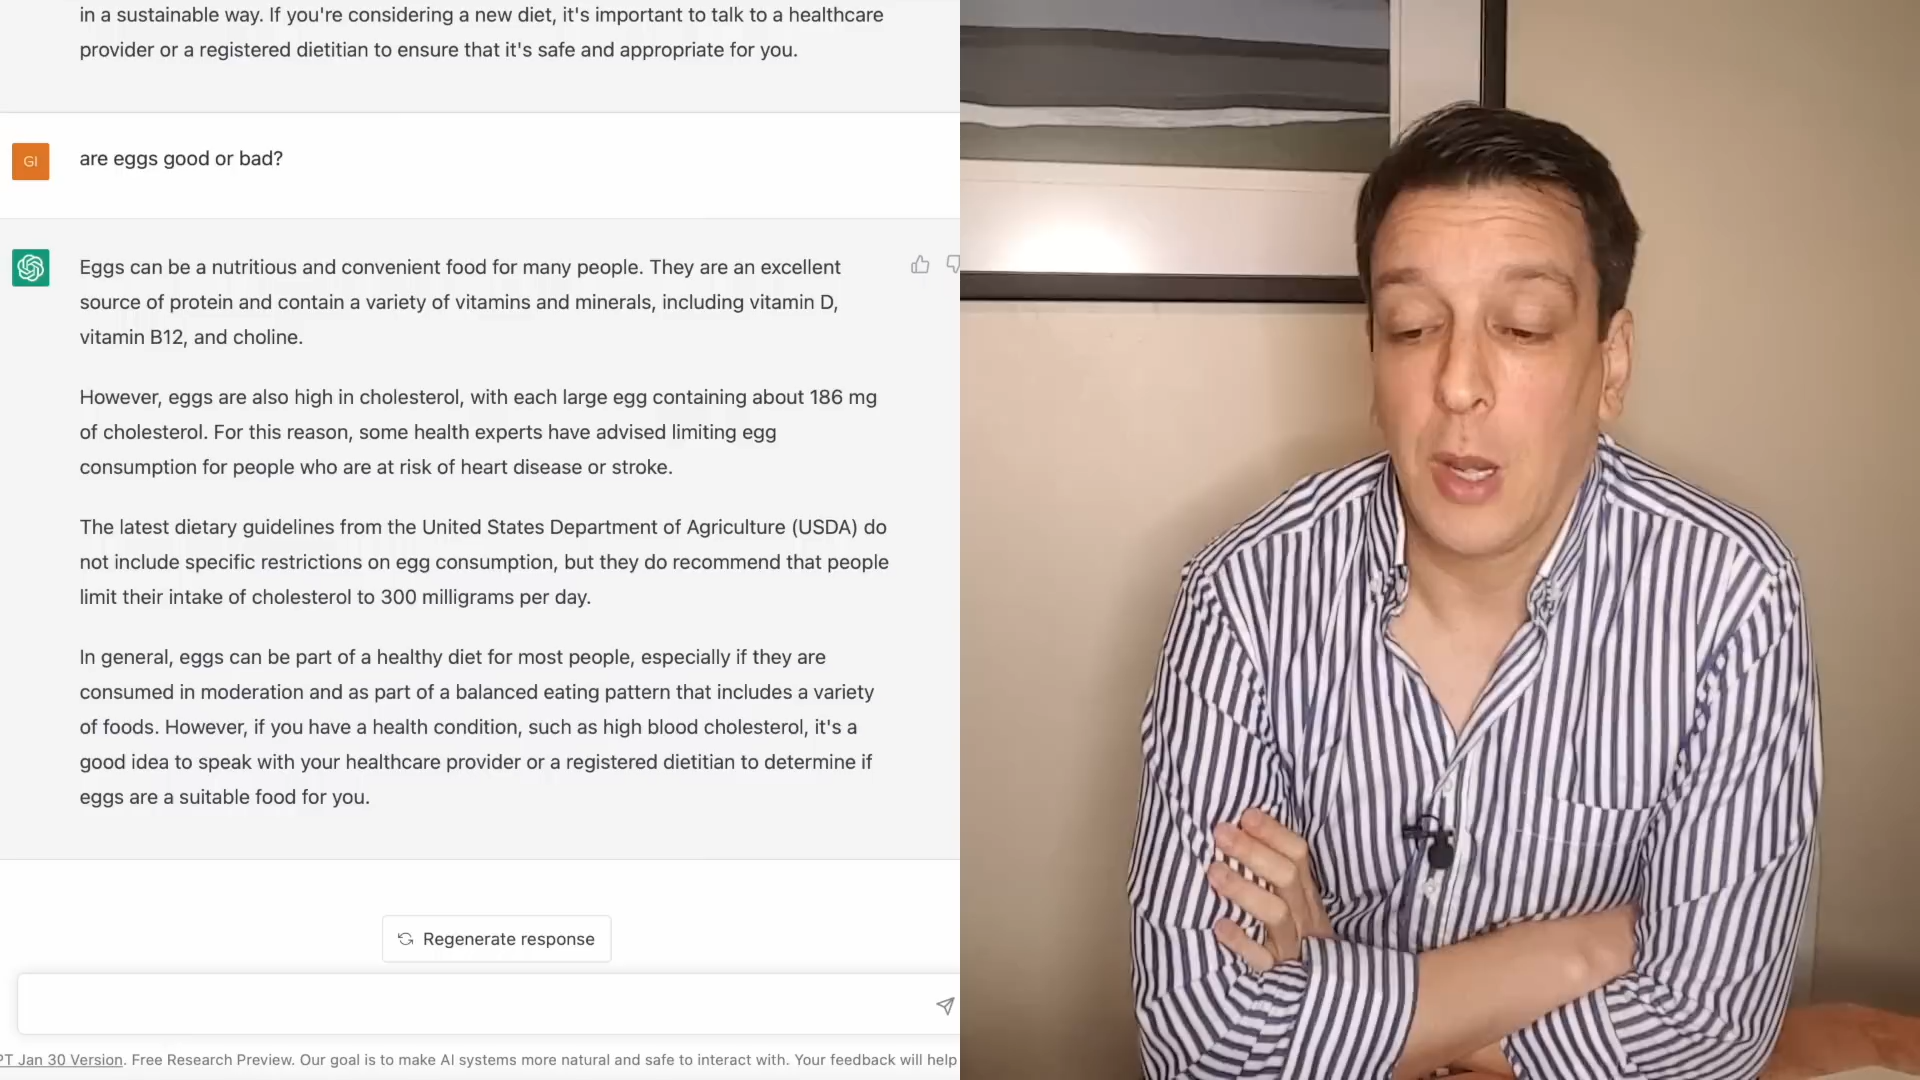 in a sustainable way. If you're considering a new diet, it's important to talk to a healthcare
provider or a registered dietitian to ensure that it's safe and appropriate for you.
GI
are eggs good or bad?
Eggs can be a nutritious and convenient food for many people. They are an excellent
source of protein and contain a variety of vitamins and minerals, including vitamin D,
vitamin B12, and choline.
However, eggs are also high in cholesterol, with each large egg containing about 186 mg
of cholesterol. For this reason, some health experts have advised limiting egg
consumption for people who are at risk of heart disease or stroke.
The latest dietary guidelines from the United States Department of Agriculture (USDA) do
not include specific restrictions on egg consumption, but they do recommend that people
limit their intake of cholesterol to 300 milligrams per day.
In general, eggs can be part of a healthy diet for most people, especially if they are
consumed in moderation and as part of a balanced eating pattern that includes a variety
of foods. However, if you have a health condition, such as high blood cholesterol, it's a
good idea to speak with your healthcare provider or a registered dietitian to determine if
eggs are a suitable food for you.
Regenerate response
PT Jan 30 Version. Free Research Preview. Our goal is to make AI systems more natural and safe to interact with. Your feedback will help